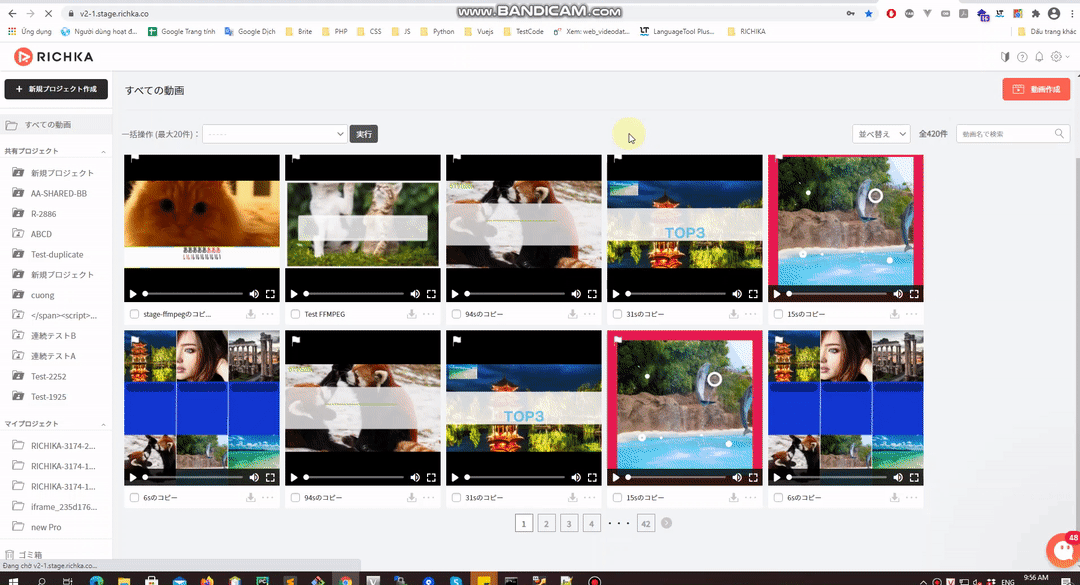 www.BANDICAM.com
v2-1.stage.richka.co
Ứng dụng
Người dùng hoạt đ...
Google Trang tính
Google Dịch
Brite
PHP
CSS
JS
Python
Vuejs
TestCode
Xem: web_videodat...
LanguageTool Plus...
RICHIKA
Dấu trang khác
RICHKA
+ 新規プロジェクト作成
すべての動画
動画作成
すべての動画
一括操作 (最大20件) :
-----
実行
並べ替え
全420件
動画名で検索
共有プロジェクト
新規プロジェクト
AA-SHARED-BB
R-2886
ABCD
Test-duplicate
新規プロジェクト
cuong
</span><script>...
連続テストB
連続テストA
Test-2252
Test-1925
マイプロジェクト
RICHIKA-3174-2...
RICHIKA-3174-1...
RICHIKA-3174-1...
iframe_235d176...
new Pro
ゴミ箱
TOP3
stage-ffmpegのコピ...
Test FFMPEG
94sのコピー
31sのコピー
15sのコピー
TOP3
6sのコピー
94sのコピー
31sのコピー
15sのコピー
6sのコピー
1
2
3
4
• • •
42
48
Đang chờ v2-1.stage.richka.co...
ENG
9:56 AM